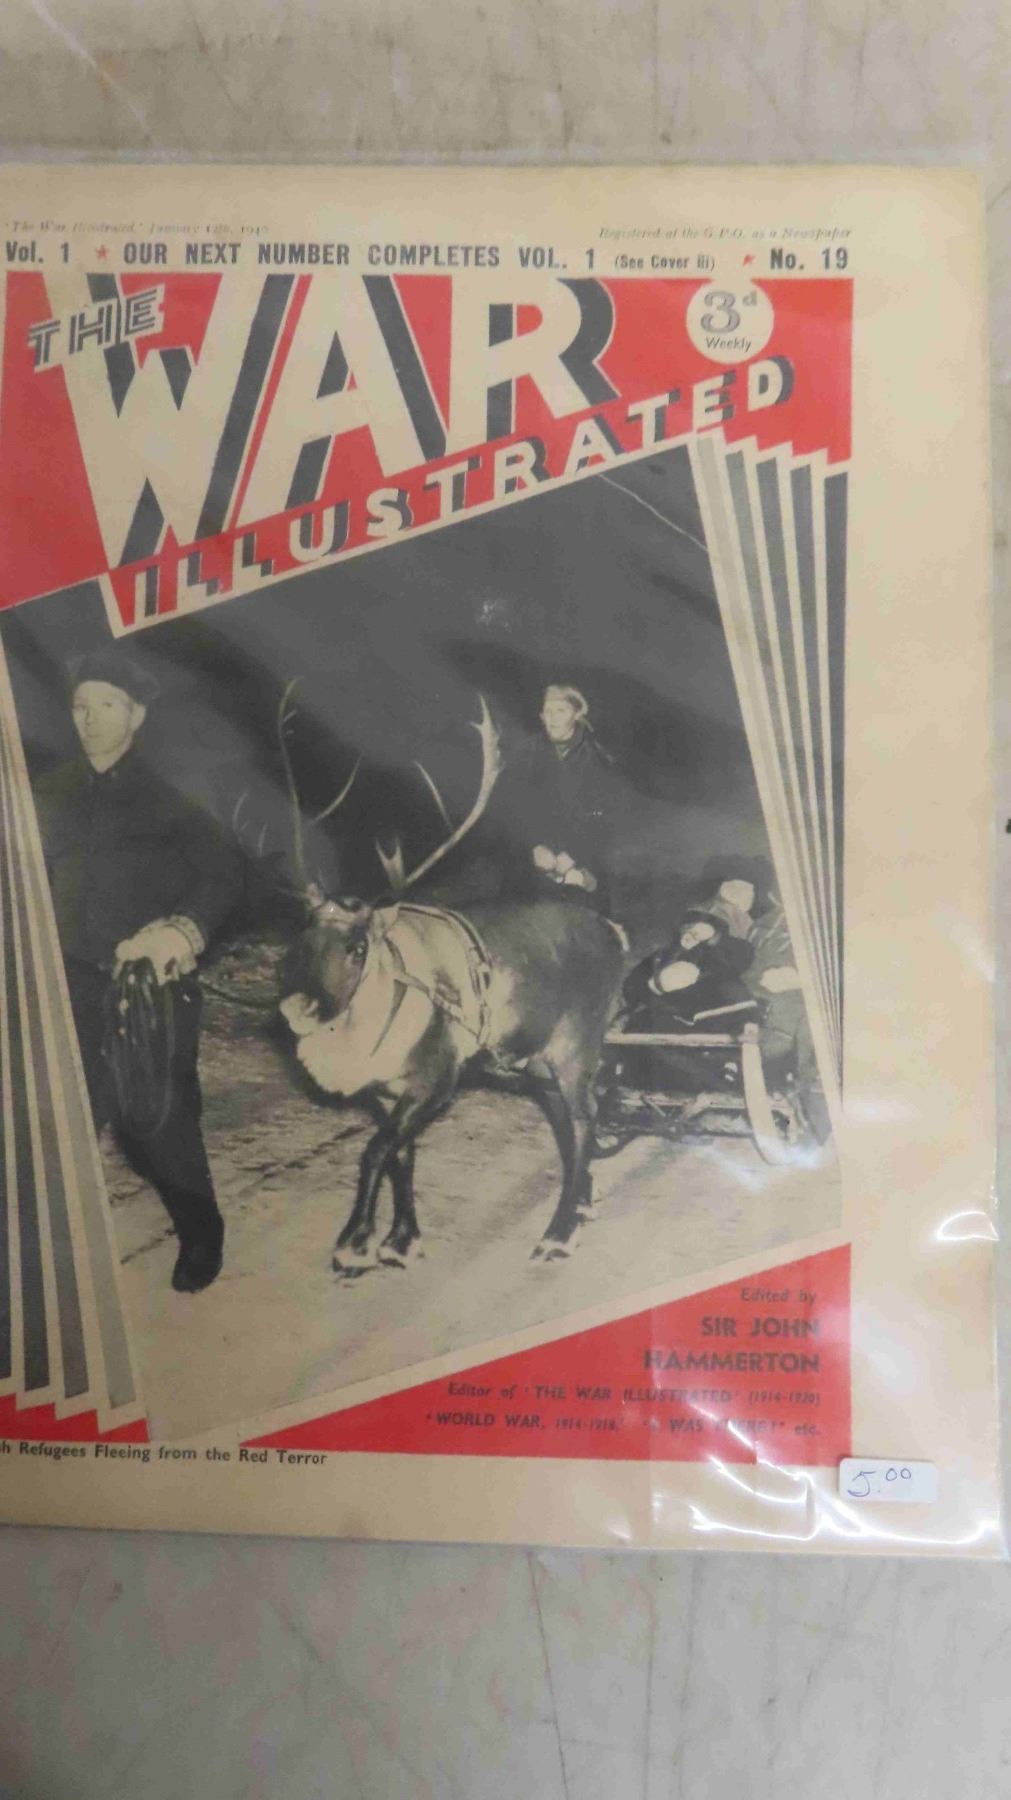 'The War Illustrated,' January 12th, 1940
Registered at the G.P.O. as a Newspaper
Vol. 1 ★ OUR NEXT NUMBER COMPLETES VOL. 1 (See Cover iii) ★ No. 19
THE
WAR
3d
Weekly
ILLUSTRATED
Edited by
SIR JOHN
HAMMERTON
Editor of 'THE WAR ILLUSTRATED' (1914-1920)
'WORLD WAR, 1914-1918,' WAS etc.
h Refugees Fleeing from the Red Terror
5.00